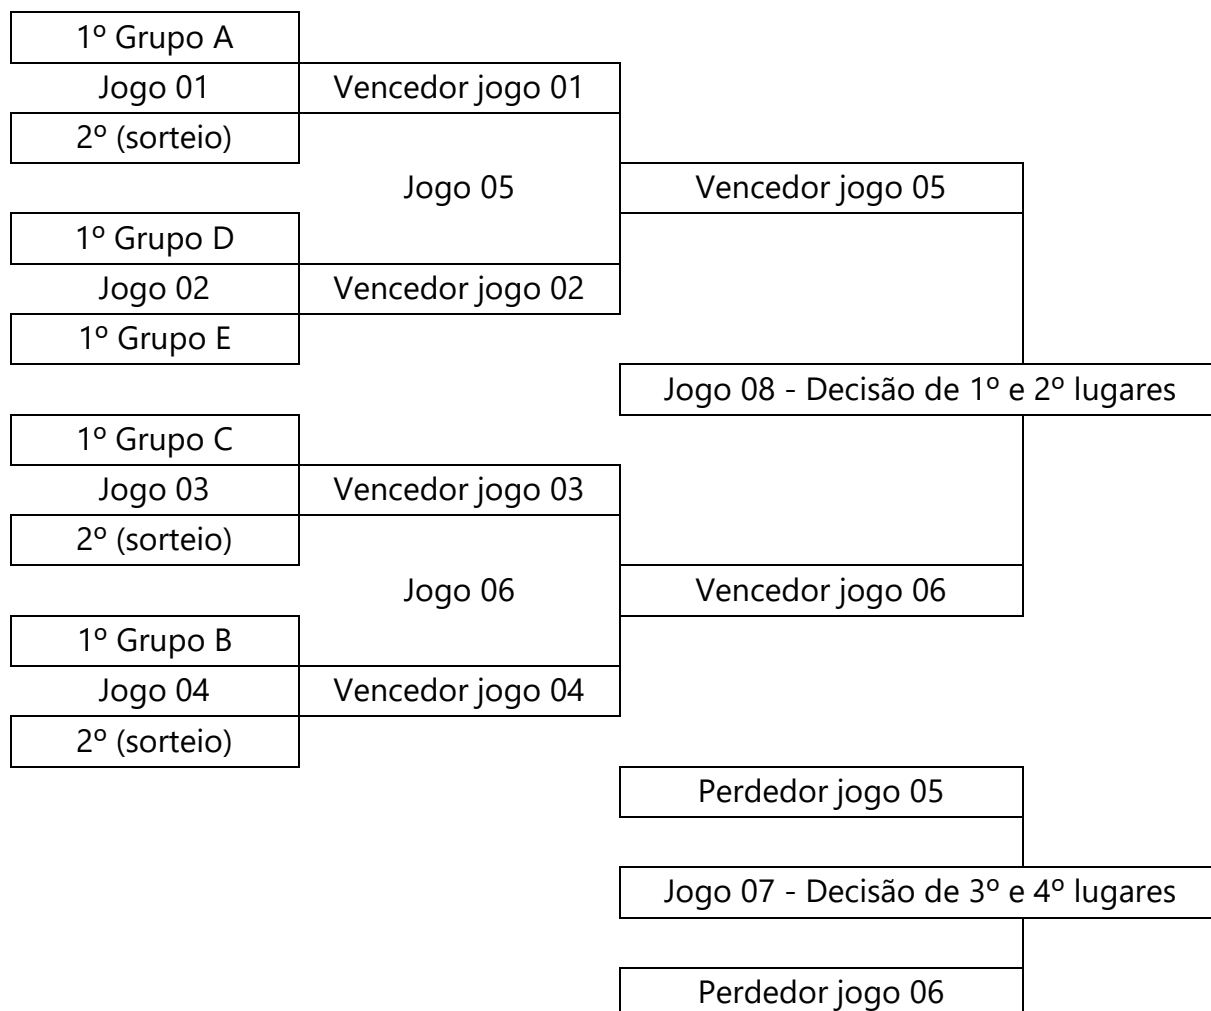 1º Grupo A
Jogo 01
Vencedor jogo 01
2º (sorteio)
Jogo 05
Vencedor jogo 05
1º Grupo D
Jogo 02
Vencedor jogo 02
1º Grupo E
Jogo 08 - Decisão de 1º e 2º lugares
1º Grupo C
Jogo 03
Vencedor jogo 03
2º (sorteio)
Jogo 06
Vencedor jogo 06
1º Grupo B
Jogo 04
Vencedor jogo 04
2º (sorteio)
Perdedor jogo 05
Jogo 07 - Decisão de 3º e 4º lugares
Perdedor jogo 06